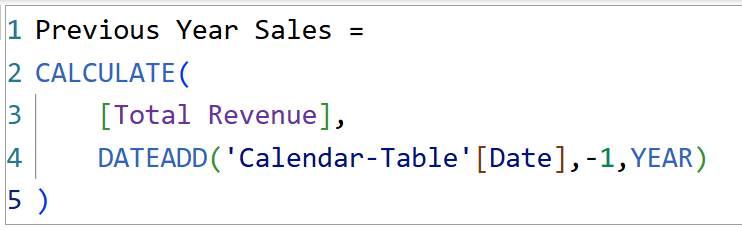 1 Previous Year Sales =
2 CALCULATE(
3     [Total Revenue],
4     DATEADD('Calendar-Table'[Date],-1,YEAR)
5 )